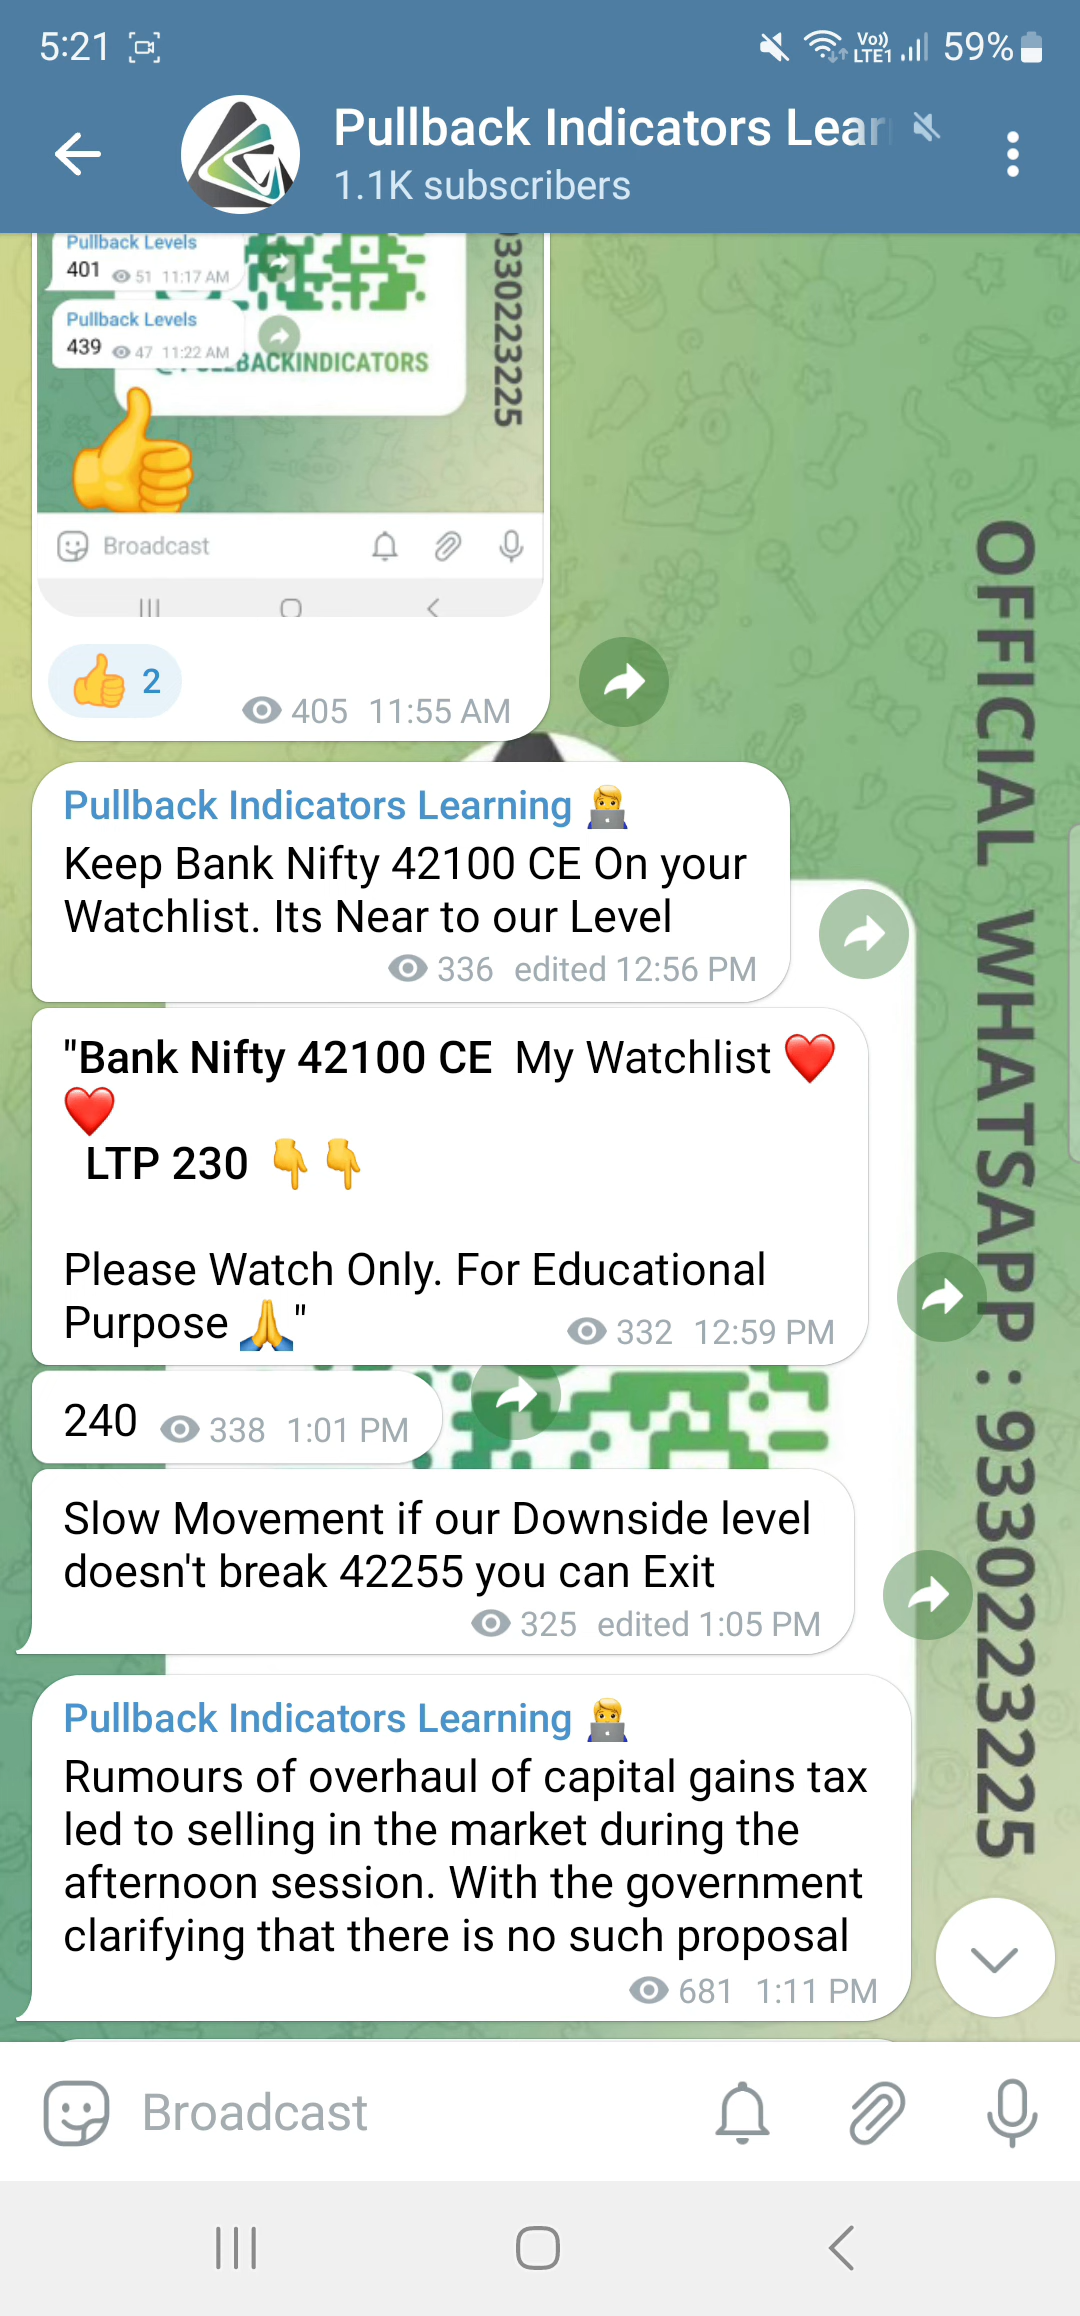 5:21
Vo))
LTE1
59%
Pullback Indicators Lear
1.1K subscribers
Pullback Levels
401 51 11:17 AM
Pullback Levels
439 47 11:22 AM
BACKINDICATORS
330223225
Broadcast
2
405 11:55 AM
Pullback Indicators Learning
Keep Bank Nifty 42100 CE On your
Watchlist. Its Near to our Level
336 edited 12:56 PM
"Bank Nifty 42100 CE My Watchlist ❤️
❤️
LTP 230 👇👇
Please Watch Only. For Educational
Purpose 🙏"
332 12:59 PM
240 338 1:01 PM
Slow Movement if our Downside level
doesn't break 42255 you can Exit
325 edited 1:05 PM
Pullback Indicators Learning
Rumours of overhaul of capital gains tax
led to selling in the market during the
afternoon session. With the government
clarifying that there is no such proposal
681 1:11 PM
OFFICIAL WHATSAPP : 9330223225
Broadcast